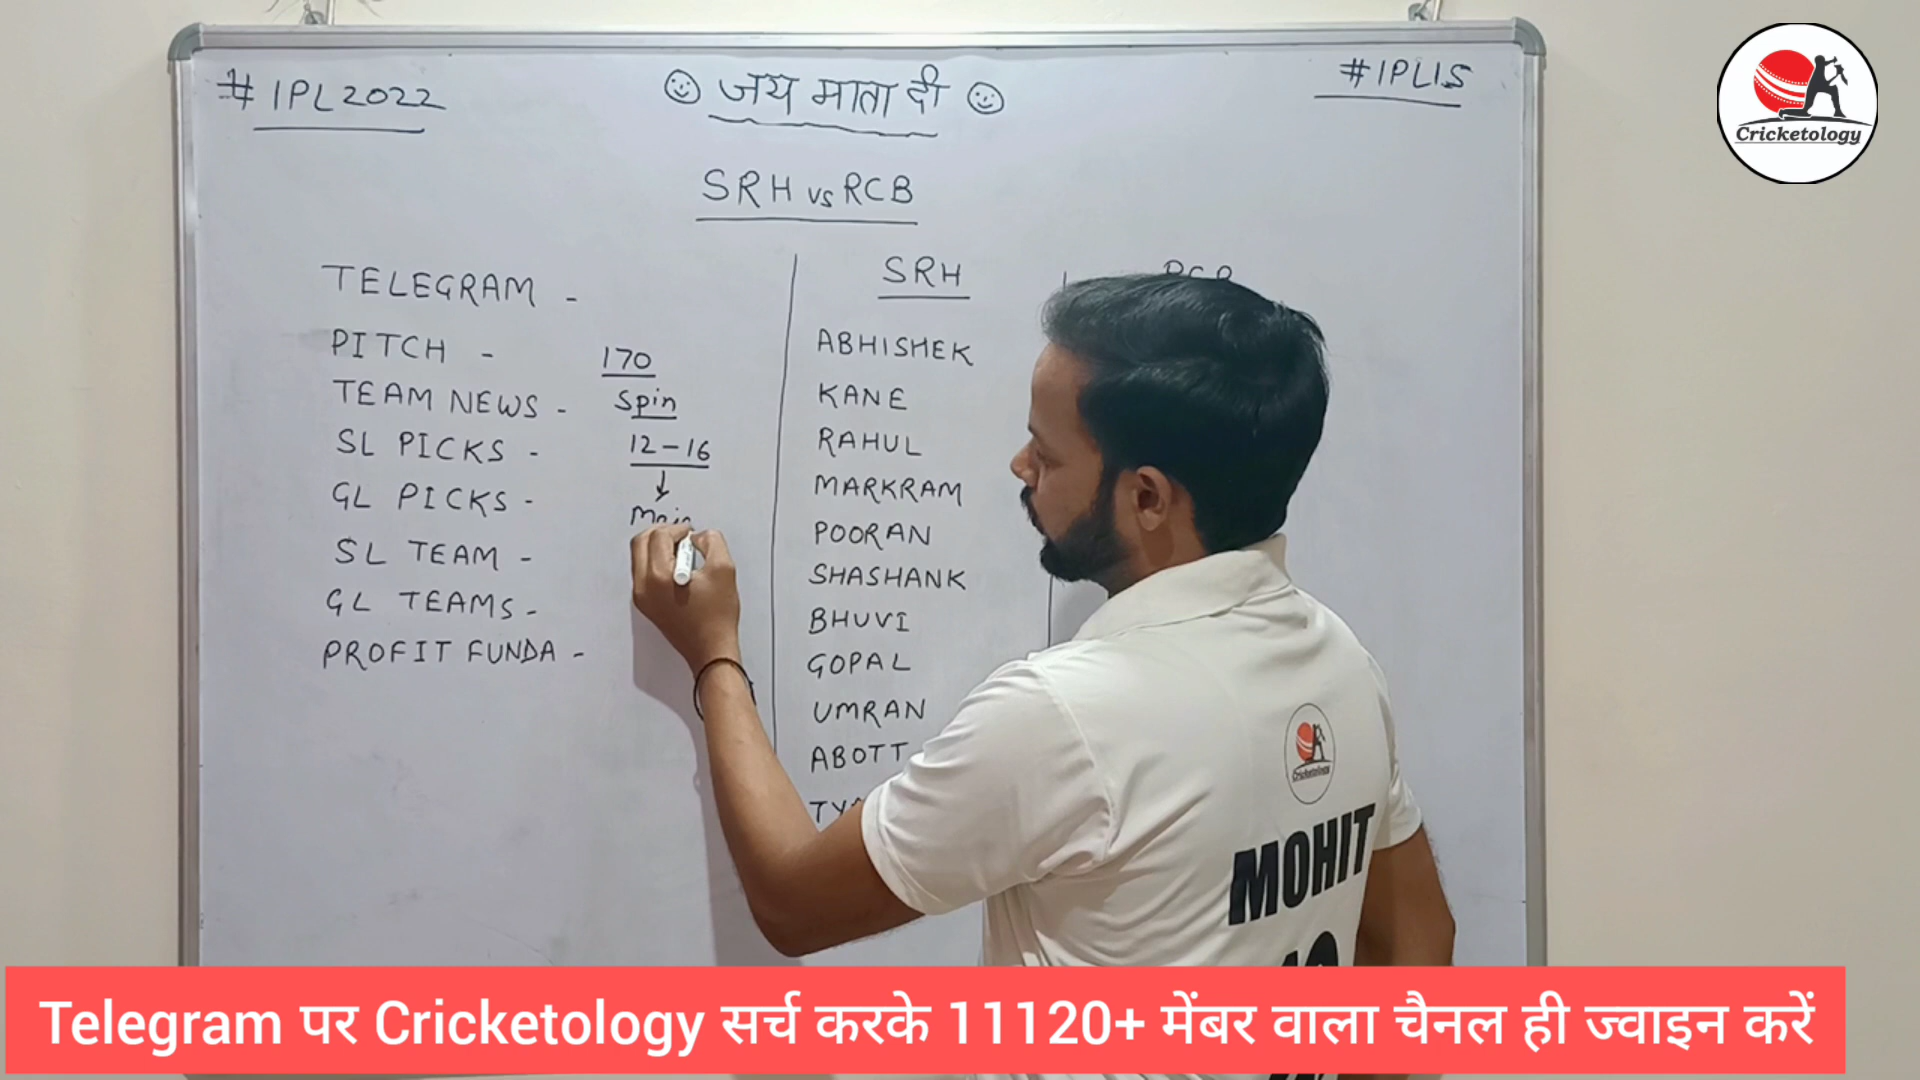 #IPL2022
जय माता दी
#IPL15
Cricketology
SRH vs RCB
TELEGRAM -
PITCH -
TEAM NEWS -
SL PICKS -
GL PICKS -
SL TEAM -
GL TEAMS -
PROFIT FUNDA -
170
Spin
12-16
SRH
ABHISHEK
KANE
RAHUL
MARKRAM
POORAN
SHASHANK
BHUVI
GOPAL
UMRAN
ABOTT
Cricketology
MOHIT
Telegram पर Cricketology सर्च करके 11120+ मेंबर वाला चैनल ही ज्वाइन करें